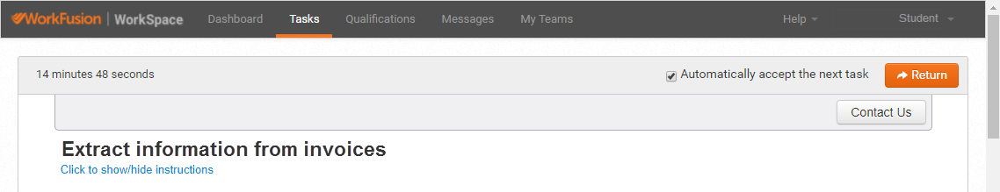 WorkFusion | WorkSpace Dashboard Tasks Qualifications Messages My Teams Help Student
14 minutes 48 seconds Automatically accept the next task Return
Contact Us
Extract information from invoices
Click to show/hide instructions